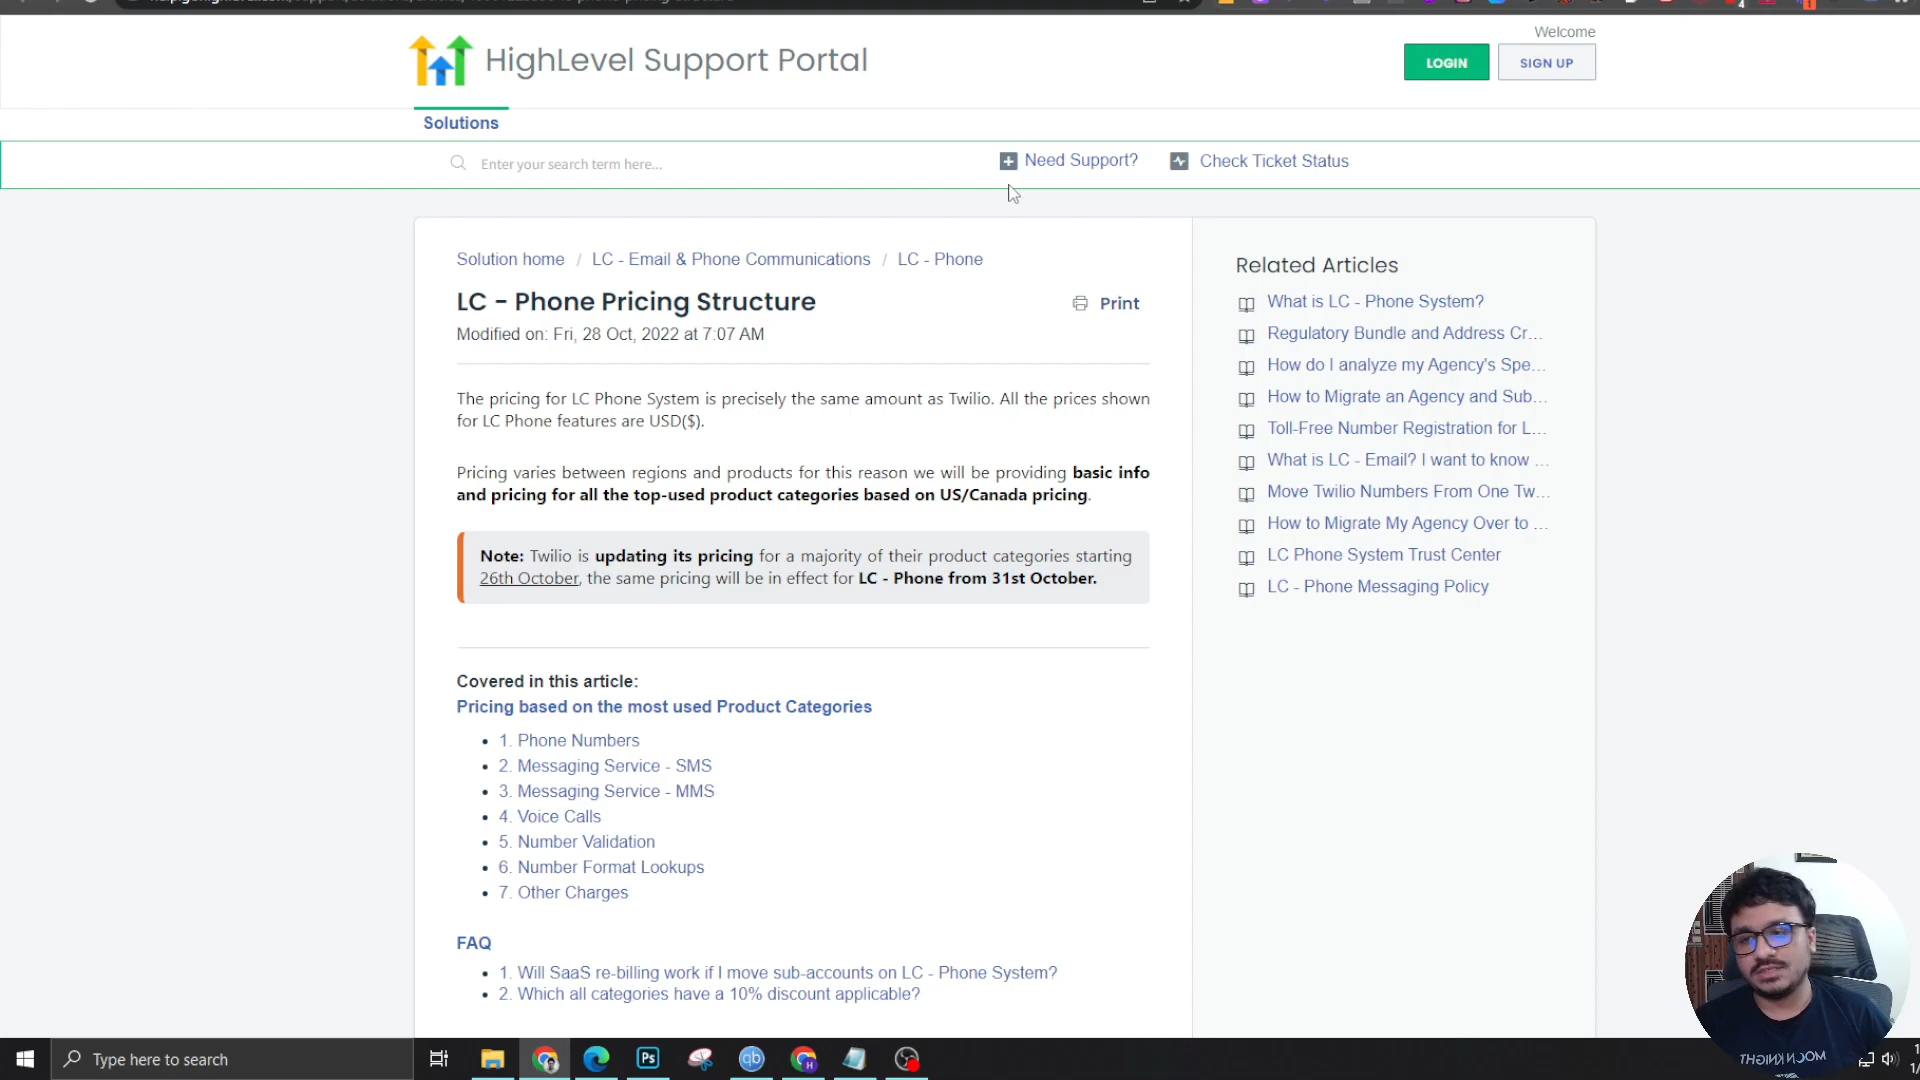 Welcome
HighLevel Support Portal
LOGIN
SIGN UP
Solutions
Enter your search term here...
Need Support?
Check Ticket Status
Solution home / LC - Email & Phone Communications / LC - Phone
LC - Phone Pricing Structure
Print
Modified on: Fri, 28 Oct, 2022 at 7:07 AM
The pricing for LC Phone System is precisely the same amount as Twilio. All the prices shown
for LC Phone features are USD($).
Pricing varies between regions and products for this reason we will be providing basic info
and pricing for all the top-used product categories based on US/Canada pricing.
Note: Twilio is updating its pricing for a majority of their product categories starting
26th October, the same pricing will be in effect for LC - Phone from 31st October.
Covered in this article:
Pricing based on the most used Product Categories
1. Phone Numbers
2. Messaging Service - SMS
3. Messaging Service - MMS
4. Voice Calls
5. Number Validation
6. Number Format Lookups
7. Other Charges
FAQ
1. Will SaaS re-billing work if I move sub-accounts on LC - Phone System?
2. Which all categories have a 10% discount applicable?
Related Articles
What is LC - Phone System?
Regulatory Bundle and Address Cr...
How do I analyze my Agency's Spe...
How to Migrate an Agency and Sub...
Toll-Free Number Registration for L...
What is LC - Email? I want to know ...
Move Twilio Numbers From One Tw...
How to Migrate My Agency Over to ...
LC Phone System Trust Center
LC - Phone Messaging Policy
MOON KNIGHT
Type here to search
Ps
qb